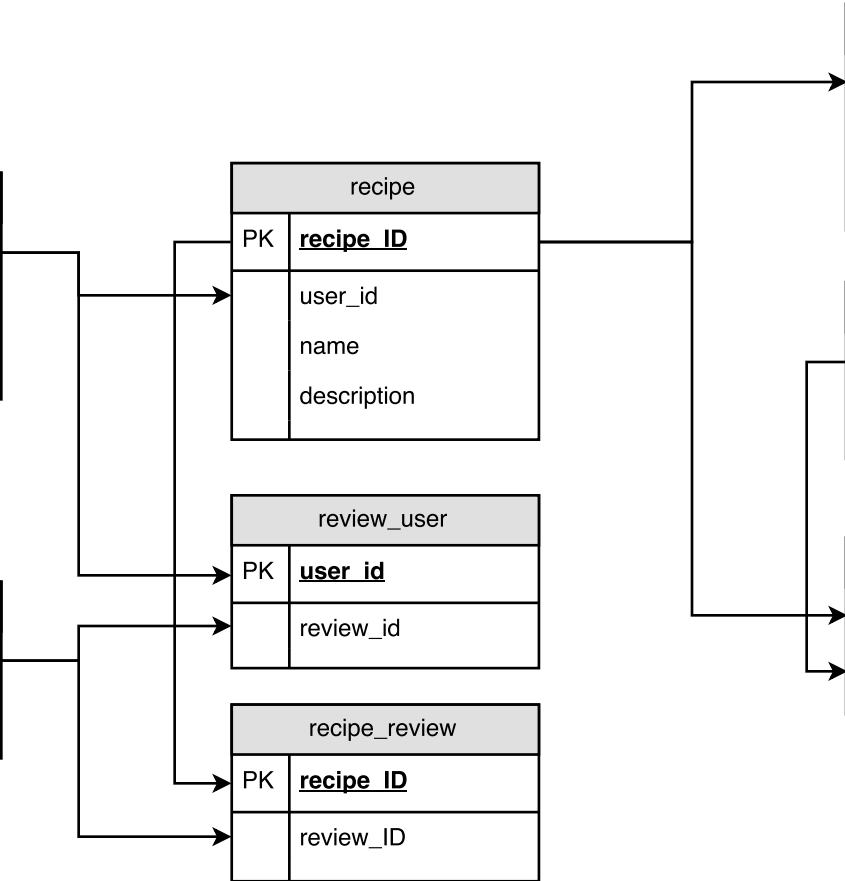 recipe
PK recipe_ID
user_id
name
description
review_user
PK user_id
review_id
recipe_review
PK recipe_ID
review_ID